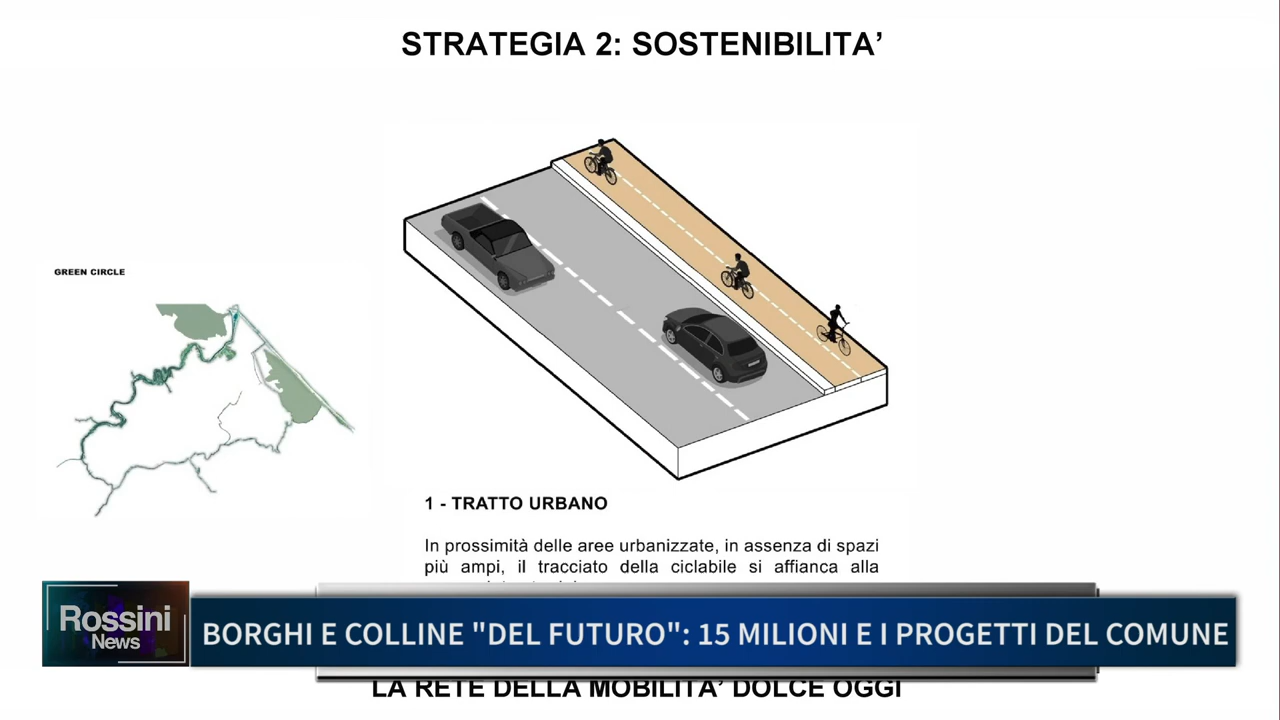 STRATEGIA 2: SOSTENIBILITA'
GREEN CIRCLE
1 - TRATTO URBANO
In prossimità delle aree urbanizzate, in assenza di spazi
più ampi, il tracciato della ciclabile si affianca alla
Rossini
News
BORGHI E COLLINE "DEL FUTURO": 15 MILIONI E I PROGETTI DEL COMUNE
LA RETE DELLA MOBILITA' DOLCE OGGI